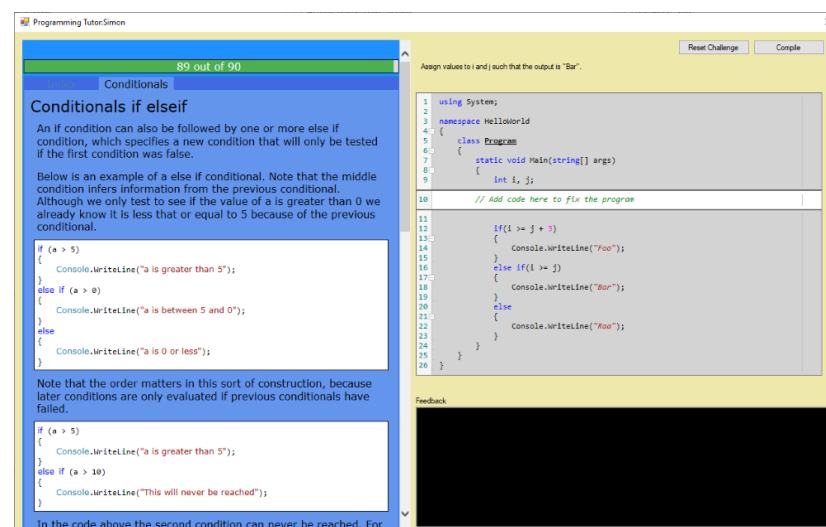 Programming Tutor:Simon
Reset Challenge
Compile
89 out of 90
Assign values to i and j such that the output is "Bar".
Conditionals
Conditionals if elseif
An if condition can also be followed by one or more else if
condition, which specifies a new condition that will only be tested
if the first condition was false.
Below is an example of a else if conditional. Note that the middle
condition infers information from the previous conditional.
Although we only test to see if the value of a is greater than 0 we
already know it is less that or equal to 5 because of the previous
conditional.
if (a > 5)
{
Console.WriteLine("a is greater than 5");
}
else if (a > 0)
{
Console.WriteLine("a is between 5 and 0");
}
else
{
Console.WriteLine("a is 0 or less");
}
Note that the order matters in this sort of construction, because
later conditions are only evaluated if previous conditionals have
failed.
if (a > 5)
{
Console.WriteLine("a is greater than 5");
}
else if (a > 10)
{
Console.WriteLine("This will never be reached");
}
In the code above the second condition can never be reached. For
1 using System;
2
3 namespace HelloWorld
4 {
5 class Program
6 {
7 static void Main(string[] args)
8 {
9 int i, j;
10 // Add code here to fix the program
11
12 if(i >= j + 3)
13 {
14 Console.WriteLine("Foo");
15 }
16 else if(i >= j)
17 {
18 Console.WriteLine("Bar");
19 }
20 else
21 {
22 Console.WriteLine("Roo");
23 }
24 }
25 }
26 }
Feedback